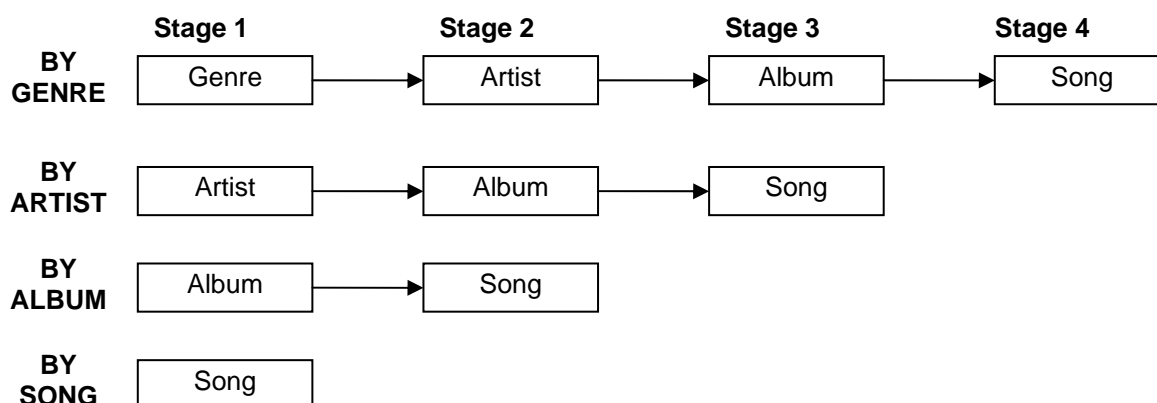 Stage 1 Stage 2 Stage 3 Stage 4
BY
GENRE
Genre Artist Album Song
BY
ARTIST
Artist Album Song
BY
ALBUM
Album Song
BY
SONG
Song